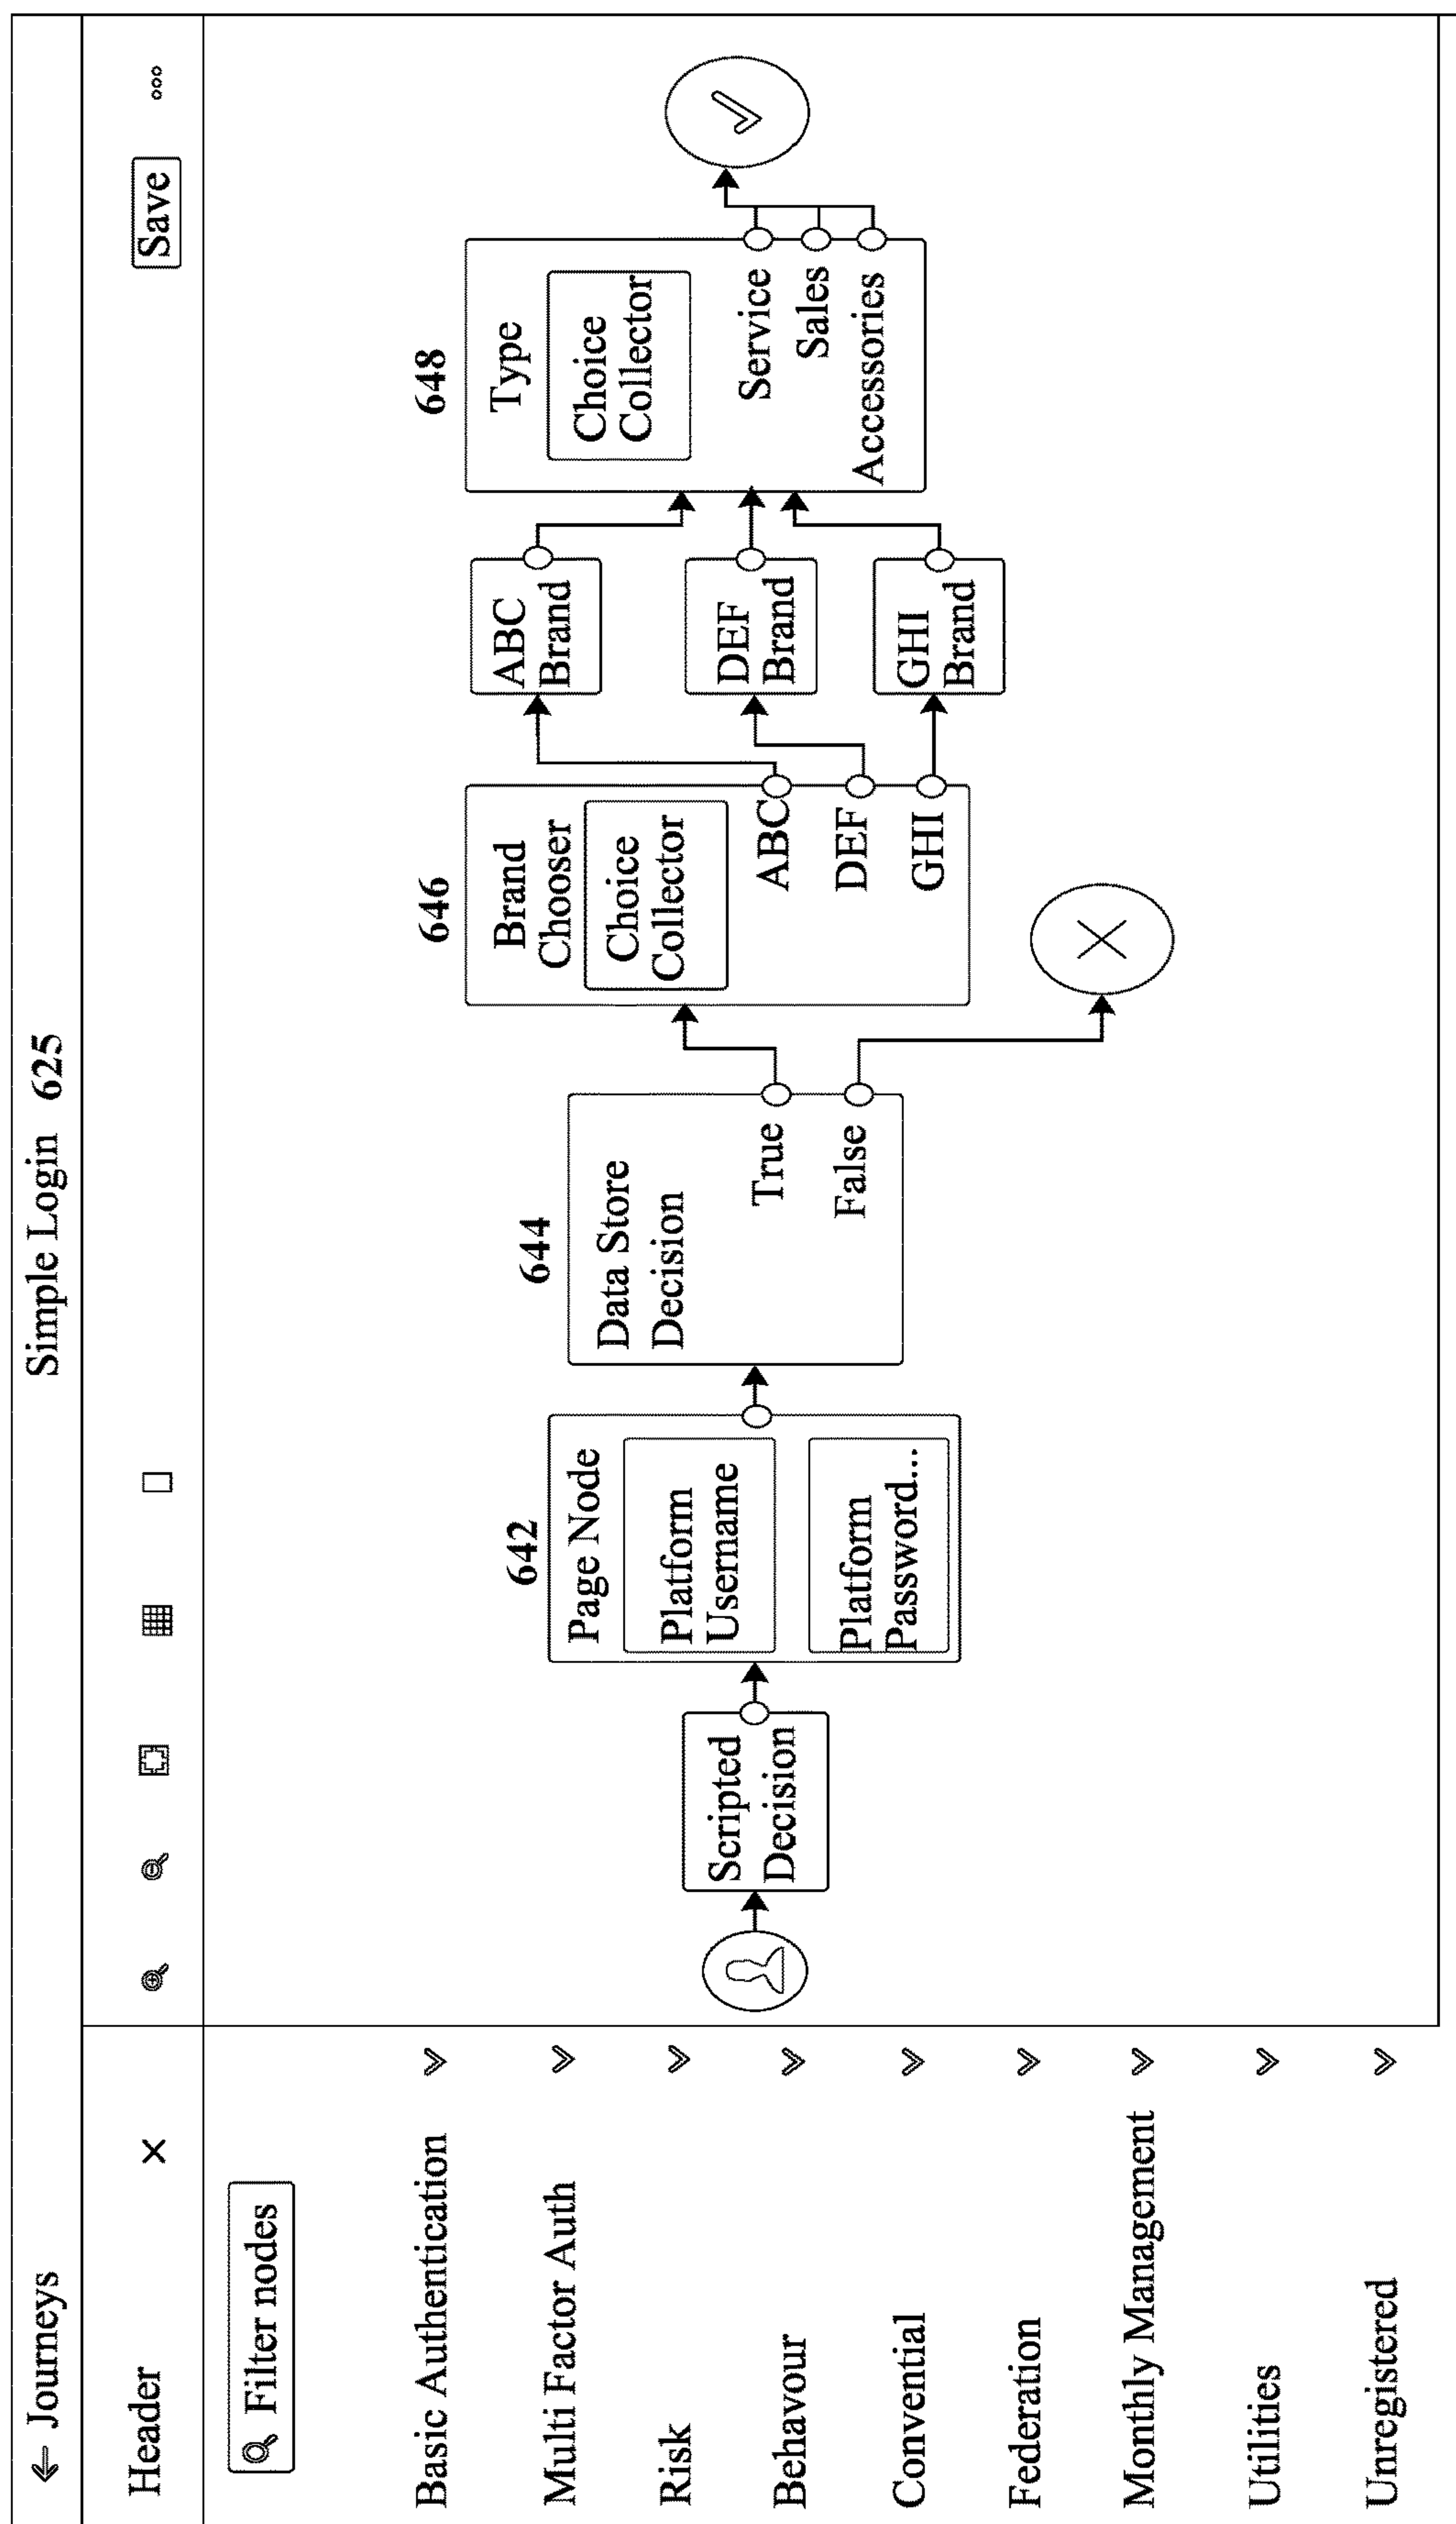 ← Journeys
Simple Login 625
Header X
Save
Filter nodes
Basic Authentication
Multi Factor Auth
Risk
Behavour
Convential
Federation
Monthly Management
Utilities
Unregistered
Scripted
Decision
642
Page Node
Platform
Username
Platform
Password...
644
Data Store
Decision
True
False
646
Brand
Chooser
Choice
Collector
ABC
DEF
GHI
ABC
Brand
DEF
Brand
GHI
Brand
648
Type
Choice
Collector
Service
Sales
Accessories